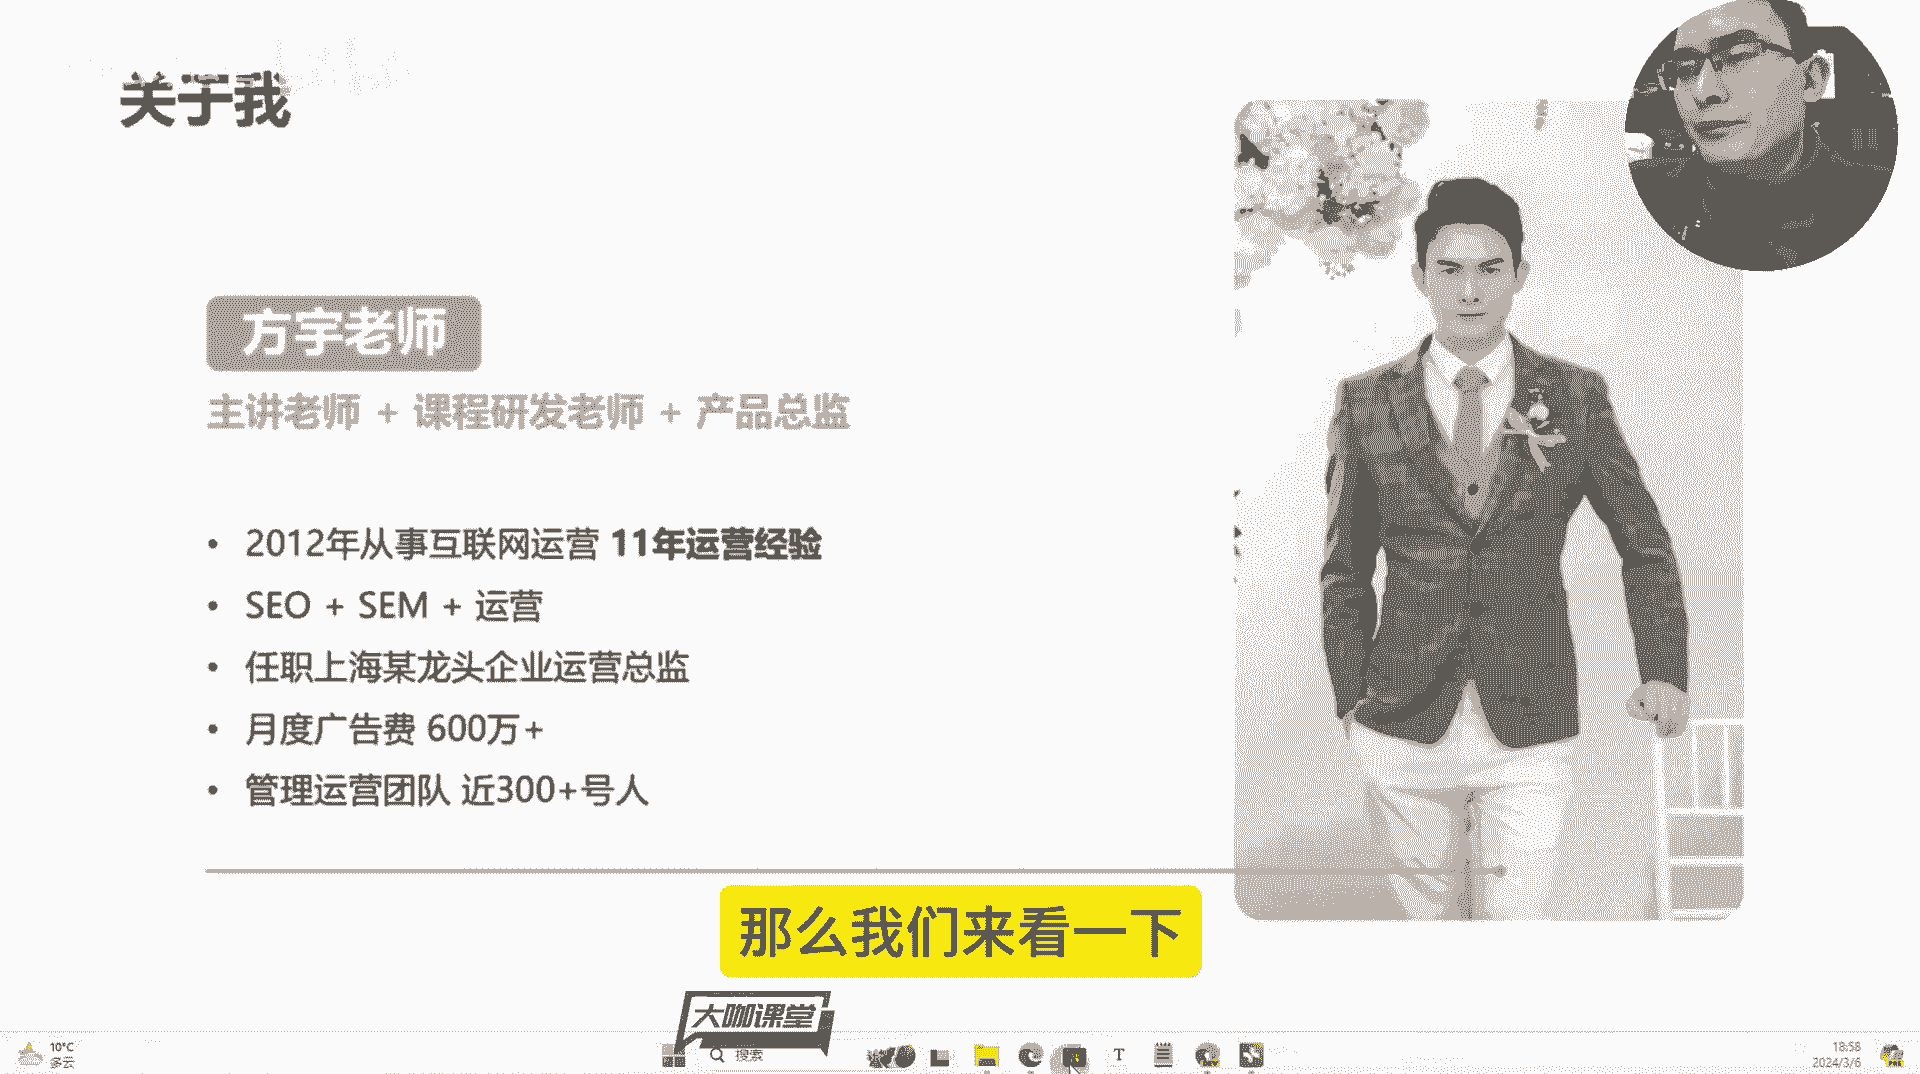 关于我
方宇老师
主讲老师 + 课程研发老师 + 产品总监
• 2012年从事互联网运营 11年运营经验
• SEO + SEM + 运营
• 任职上海某龙头企业运营总监
• 月度广告费 600万+
• 管理运营团队 近300+号人
那么我们来看一下
大咖课堂
10°C
多云
搜索
T
18:58
2024/3/6